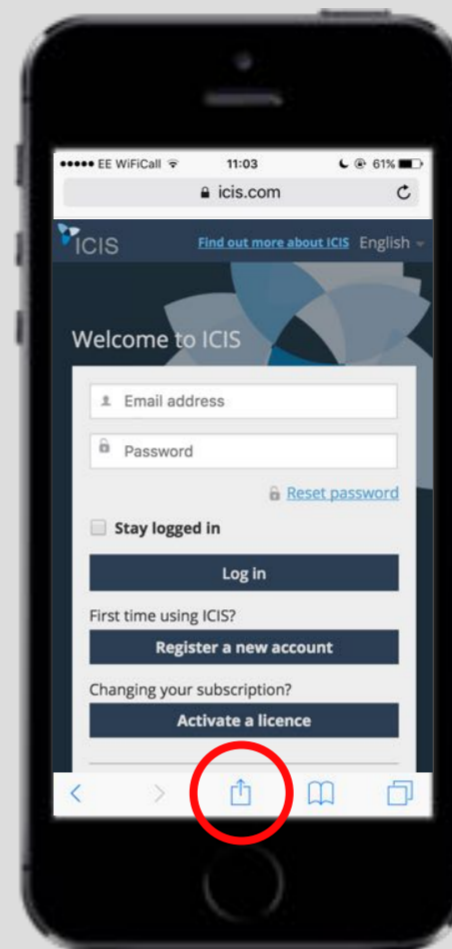 EE WiFiCall 11:03 61%
icis.com
ICIS Find out more about ICIS English
Welcome to ICIS
Email address
Password
Reset password
Stay logged in
Log in
First time using ICIS?
Register a new account
Changing your subscription?
Activate a licence